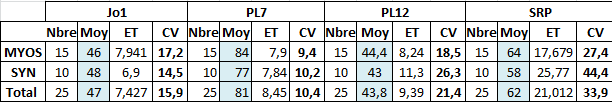 Jo1 PL7 PL12 SRP
Nbre Moy ET CV Nbre Moy ET CV Nbre Moy ET CV Nbre Moy ET CV
MYOS 15 46 7,941 17,2 15 84 7,9 9,4 15 44,4 8,24 18,5 15 64 17,679 27,4
SYN 10 48 6,9 14,5 10 77 7,84 10,2 10 43 11,3 26,3 10 58 25,77 44,4
Total 25 47 7,427 15,9 25 81 8,45 10,4 25 43,8 9,39 21,4 25 62 21,012 33,9